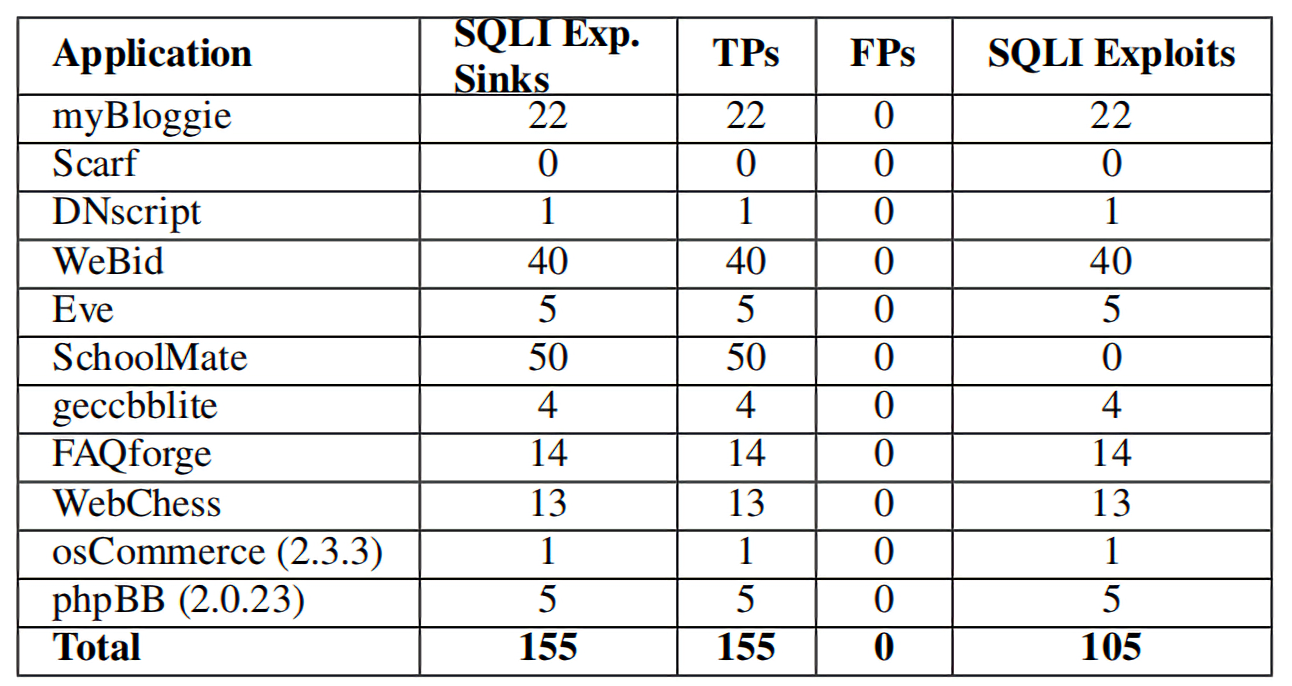 Application SQLI Exp. Sinks TPs FPs SQLI Exploits
myBloggie 22 22 0 22
Scarf 0 0 0 0
DNscript 1 1 0 1
WeBid 40 40 0 40
Eve 5 5 0 5
SchoolMate 50 50 0 0
geccbblite 4 4 0 4
FAQforge 14 14 0 14
WebChess 13 13 0 13
osCommerce (2.3.3) 1 1 0 1
phpBB (2.0.23) 5 5 0 5
Total 155 155 0 105